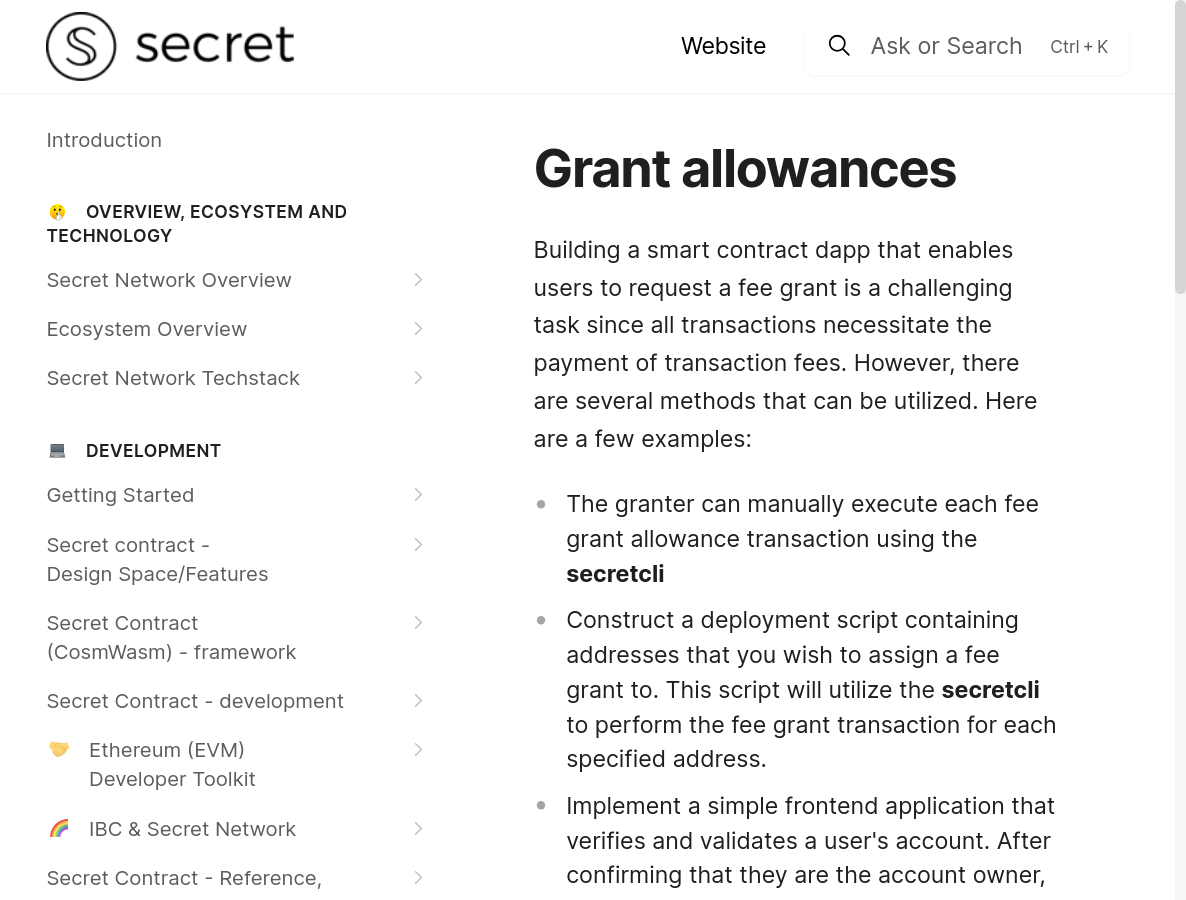 secret
Website
Ask or Search
Ctrl + K
Introduction
OVERVIEW, ECOSYSTEM AND
TECHNOLOGY
Secret Network Overview
Ecosystem Overview
Secret Network Techstack
DEVELOPMENT
Getting Started
Secret contract -
Design Space/Features
Secret Contract
(CosmWasm) - framework
Secret Contract - development
Ethereum (EVM)
Developer Toolkit
IBC & Secret Network
Secret Contract - Reference,
Grant allowances
Building a smart contract dapp that enables
users to request a fee grant is a challenging
task since all transactions necessitate the
payment of transaction fees. However, there
are several methods that can be utilized. Here
are a few examples:
The granter can manually execute each fee
grant allowance transaction using the
secretcli
Construct a deployment script containing
addresses that you wish to assign a fee
grant to. This script will utilize the secretcli
to perform the fee grant transaction for each
specified address.
Implement a simple frontend application that
verifies and validates a user's account. After
confirming that they are the account owner,